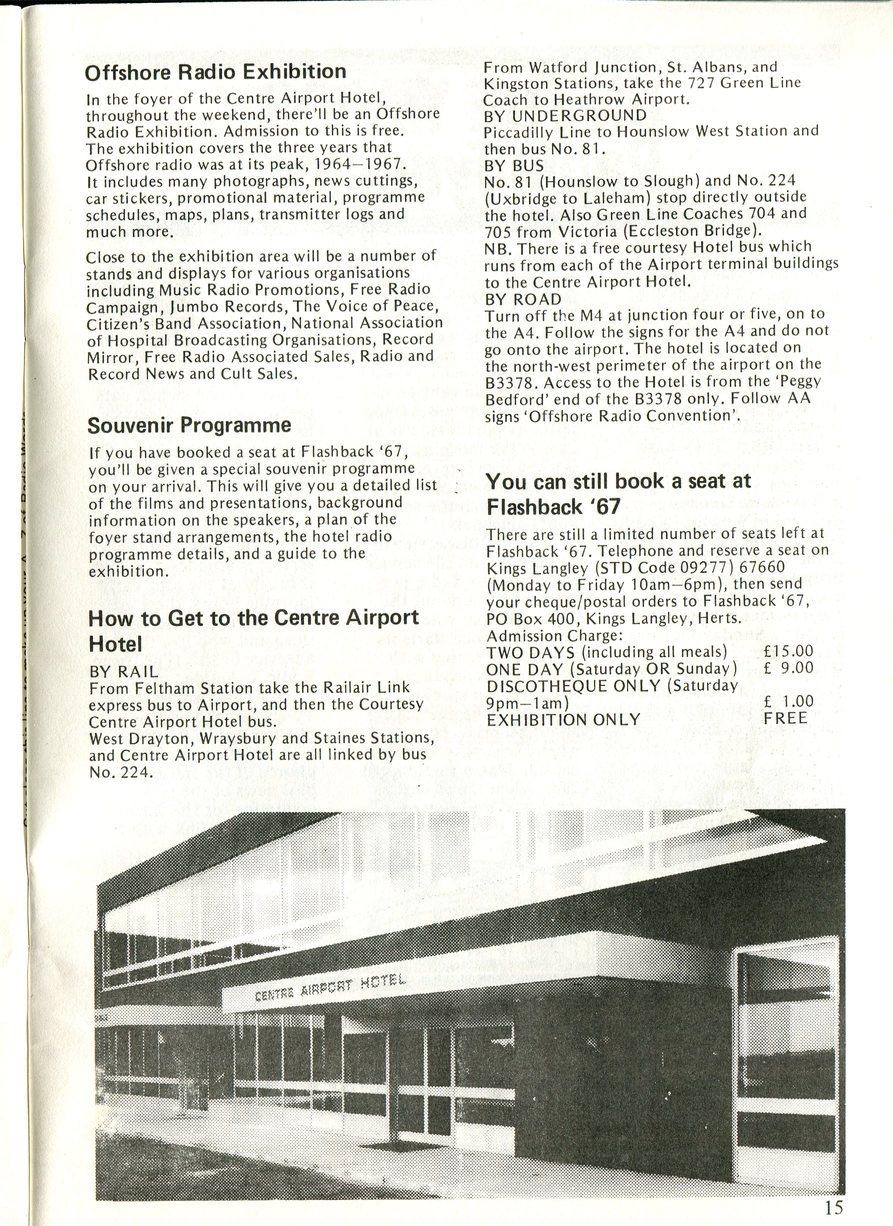 Offshore Radio Exhibition
In the foyer of the Centre Airport Hotel,
throughout the weekend, there'll be an Offshore
Radio Exhibition. Admission to this is free.
The exhibition covers the three years that
Offshore radio was at its peak, 1964—1967.
It includes many photographs, news cuttings,
car stickers, promotional material, programme
schedules, maps, plans, transmitter logs and
much more.
Close to the exhibition area will be a number of
stands and displays for various organisations
including Music Radio Promotions, Free Radio
Campaign, Jumbo Records, The Voice of Peace,
Citizen's Band Association, National Association
of Hospital Broadcasting Organisations, Record
Mirror, Free Radio Associated Sales, Radio and
Record News and Cult Sales.
Souvenir Programme
If you have booked a seat at Flashback '67,
you'll be given a special souvenir programme
on your arrival. This will give you a detailed list
of the films and presentations, background
information on the speakers, a plan of the
foyer stand arrangements, the hotel radio
programme details, and a guide to the
exhibition.
How to Get to the Centre Airport
Hotel
BY RAIL
From Feltham Station take the Railair Link
express bus to Airport, and then the Courtesy
Centre Airport Hotel bus.
West Drayton, Wraysbury and Staines Stations,
and Centre Airport Hotel are all linked by bus
No. 224.
From Watford Junction, St. Albans, and
Kingston Stations, take the 727 Green Line
Coach to Heathrow Airport.
BY UNDERGROUND
Piccadilly Line to Hounslow West Station and
then bus No. 81.
BY BUS
No. 81 (Hounslow to Slough) and No. 224
(Uxbridge to Laleham) stop directly outside
the hotel. Also Green Line Coaches 704 and
705 from Victoria (Eccleston Bridge).
NB. There is a free courtesy Hotel bus which
runs from each of the Airport terminal buildings
to the Centre Airport Hotel.
BY ROAD
Turn off the M4 at junction four or five, on to
the A4. Follow the signs for the A4 and do not
go onto the airport. The hotel is located on
the north-west perimeter of the airport on the
B3378. Access to the Hotel is from the 'Peggy
Bedford' end of the B3378 only. Follow AA
signs 'Offshore Radio Convention'.
You can still book a seat at
Flashback '67
There are still a limited number of seats left at
Flashback '67. Telephone and reserve a seat on
Kings Langley (STD Code 09277) 67660
(Monday to Friday 10am—6pm), then send
your cheque/postal orders to Flashback '67,
PO Box 400, Kings Langley, Herts.
Admission Charge:
TWO DAYS (including all meals) £15.00
ONE DAY (Saturday OR Sunday) £ 9.00
DISCOTHEQUE ONLY (Saturday
9pm—1am) £ 1.00
EXHIBITION ONLY FREE
CENTRE AIRPORT HOTEL
15